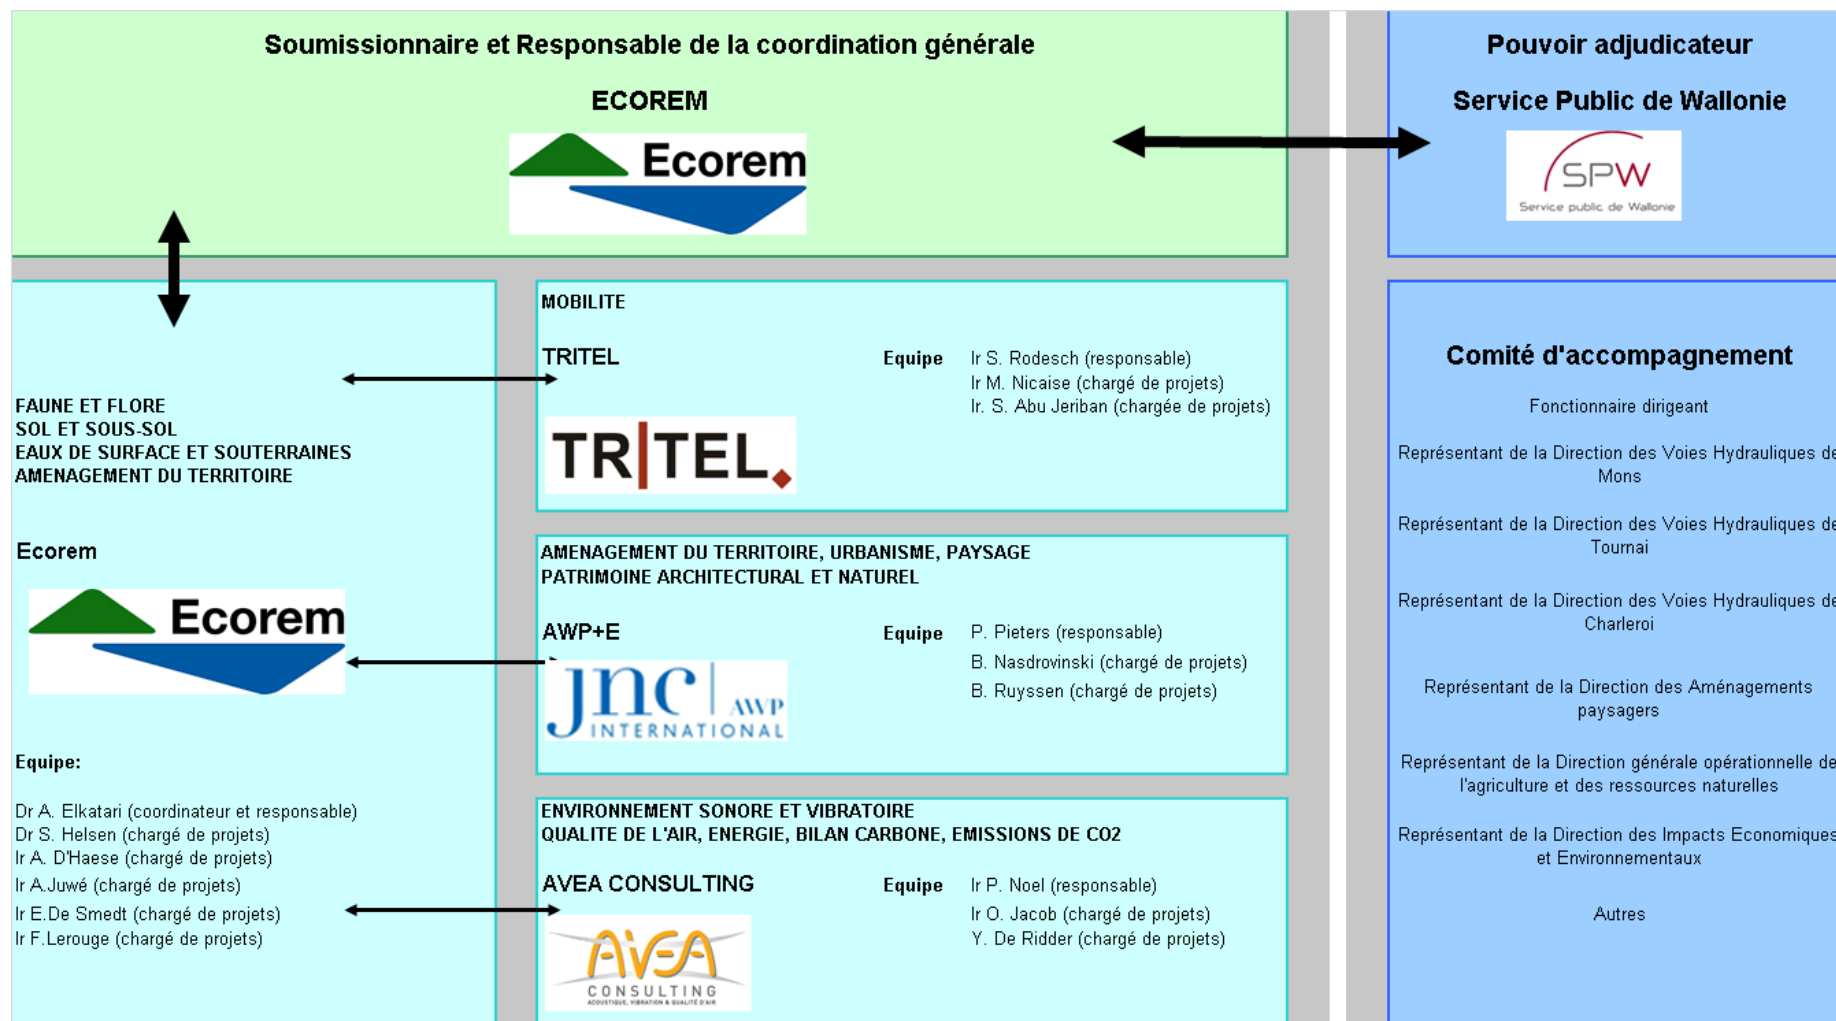 Soumissionnaire et Responsable de la coordination générale
ECOREM
Ecorem
Pouvoir adjudicateur
Service Public de Wallonie
SPW
Service public de Wallonie
FAUNE ET FLORE
SOL ET SOUS-SOL
EAUX DE SURFACE ET SOUTERRAINES
AMENAGEMENT DU TERRITOIRE
Ecorem
Ecorem
Equipe:
Dr A. Elkatari (coordinateur et responsable)
Dr S. Helsen (chargé de projets)
Ir A. D'Haese (chargé de projets)
Ir A.Juwé (chargé de projets)
Ir E.De Smedt (chargé de projets)
Ir F.Lerouge (chargé de projets)
MOBILITE
TRITEL
Equipe Ir S. Rodesch (responsable)
Ir M. Nicaise (chargé de projets)
Ir. S. Abu Jeriban (chargée de projets)
TRITEL
AMENAGEMENT DU TERRITOIRE, URBANISME, PAYSAGE
PATRIMOINE ARCHITECTURAL ET NATUREL
AWP+E
Equipe P. Pieters (responsable)
B. Nasdrovinski (chargé de projets)
B. Ruyssen (chargé de projets)
jnc AWP
INTERNATIONAL
ENVIRONNEMENT SONORE ET VIBRATOIRE
QUALITE DE L'AIR, ENERGIE, BILAN CARBONE, EMISSIONS DE CO2
AVEA CONSULTING
Equipe Ir P. Noel (responsable)
Ir O. Jacob (chargé de projets)
Y. De Ridder (chargé de projets)
AVEA
CONSULTING
ACOUSTIQUE, VIBRATION & QUALITÉ D'AIR
Comité d'accompagnement
Fonctionnaire dirigeant
Représentant de la Direction des Voies Hydrauliques de
Mons
Représentant de la Direction des Voies Hydrauliques de
Tournai
Représentant de la Direction des Voies Hydrauliques de
Charleroi
Représentant de la Direction des Aménagements
paysagers
Représentant de la Direction générale opérationnelle de
l'agriculture et des ressources naturelles
Représentant de la Direction des Impacts Economiques
et Environnementaux
Autres